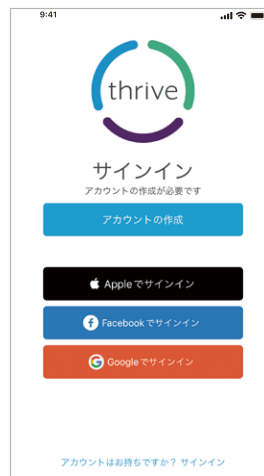 9:41
thrive
サインイン
アカウントの作成が必要です
アカウントの作成
Appleでサインイン
Facebookでサインイン
Googleでサインイン
アカウントはお持ちですか？ サインイン